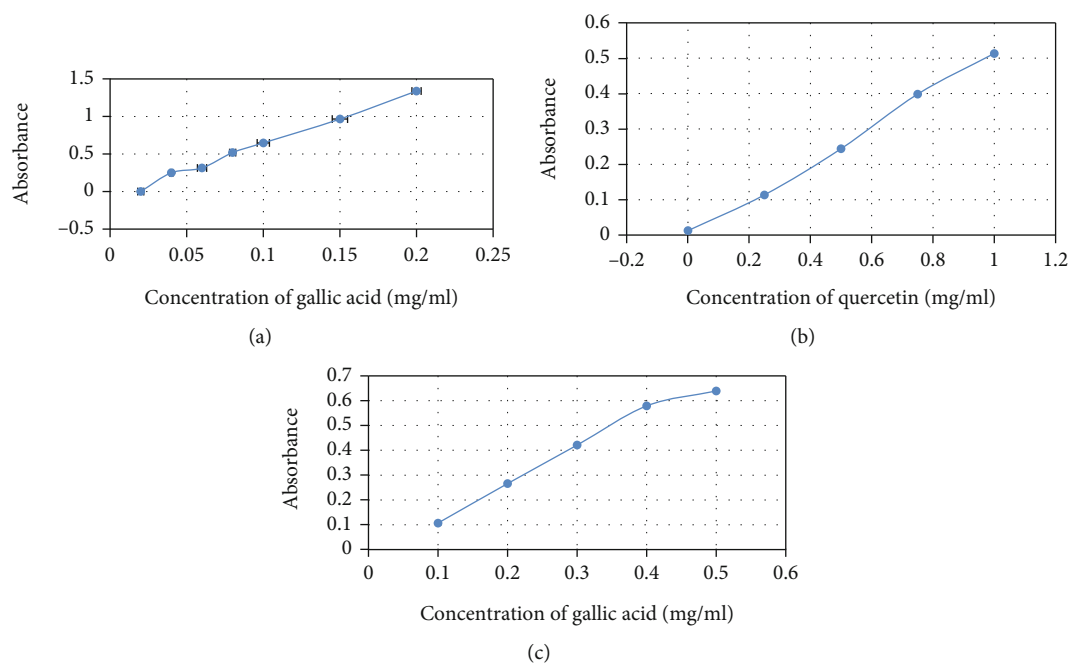 1.5
1
0.5
0
−0.5
Absorbance
0 0.05 0.1 0.15 0.2 0.25
Concentration of gallic acid (mg/ml)
(a)
0.6
0.5
0.4
0.3
0.2
0.1
0
Absorbance
−0.2 0 0.2 0.4 0.6 0.8 1 1.2
Concentration of quercetin (mg/ml)
(b)
0.7
0.6
0.5
0.4
0.3
0.2
0.1
0
Absorbance
0 0.1 0.2 0.3 0.4 0.5 0.6
Concentration of gallic acid (mg/ml)
(c)